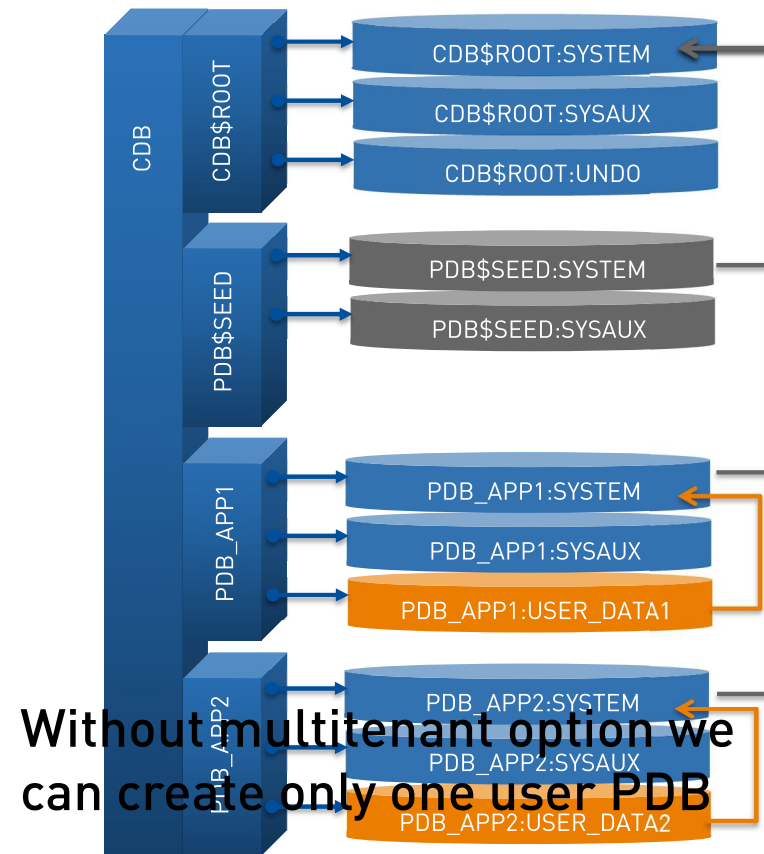 CDB
CDB$ROOT
CDB$ROOT:SYSTEM
CDB$ROOT:SYSAUX
CDB$ROOT:UNDO
PDB$SEED
PDB$SEED:SYSTEM
PDB$SEED:SYSAUX
PDB_APP1
PDB_APP1:SYSTEM
PDB_APP1:SYSAUX
PDB_APP1:USER_DATA1
PDB_APP2
PDB_APP2:SYSTEM
PDB_APP2:SYSAUX
PDB_APP2:USER_DATA2
Without multitenant option we
can create only one user PDB